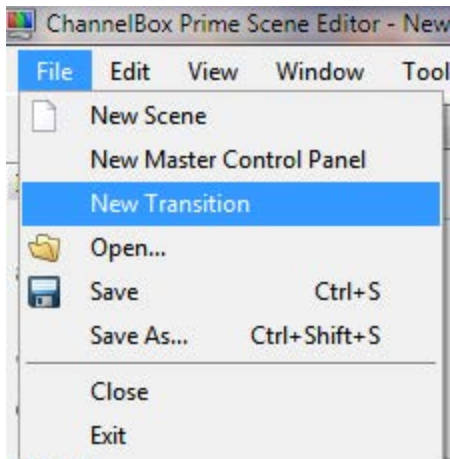 ChannelBox Prime Scene Editor - New
File Edit View Window Tool
New Scene
New Master Control Panel
New Transition
Open...
Save Ctrl+S
Save As... Ctrl+Shift+S
Close
Exit